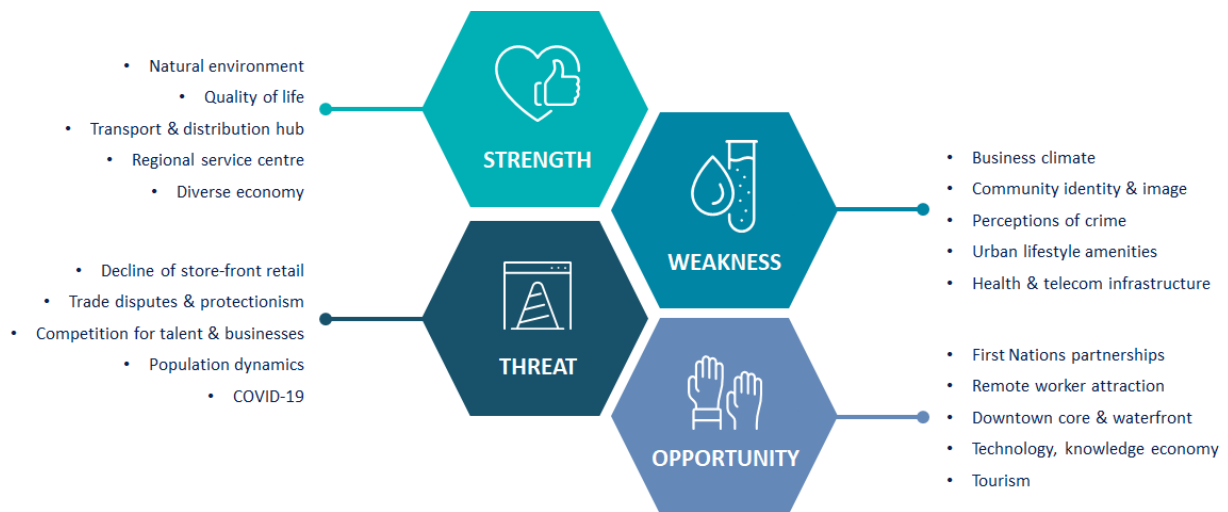 • Natural environment
• Quality of life
• Transport & distribution hub
• Regional service centre
• Diverse economy
STRENGTH
WEAKNESS
• Business climate
• Community identity & image
• Perceptions of crime
• Urban lifestyle amenities
• Health & telecom infrastructure
• Decline of store-front retail
• Trade disputes & protectionism
• Competition for talent & businesses
• Population dynamics
• COVID-19
THREAT
OPPORTUNITY
• First Nations partnerships
• Remote worker attraction
• Downtown core & waterfront
• Technology, knowledge economy
• Tourism